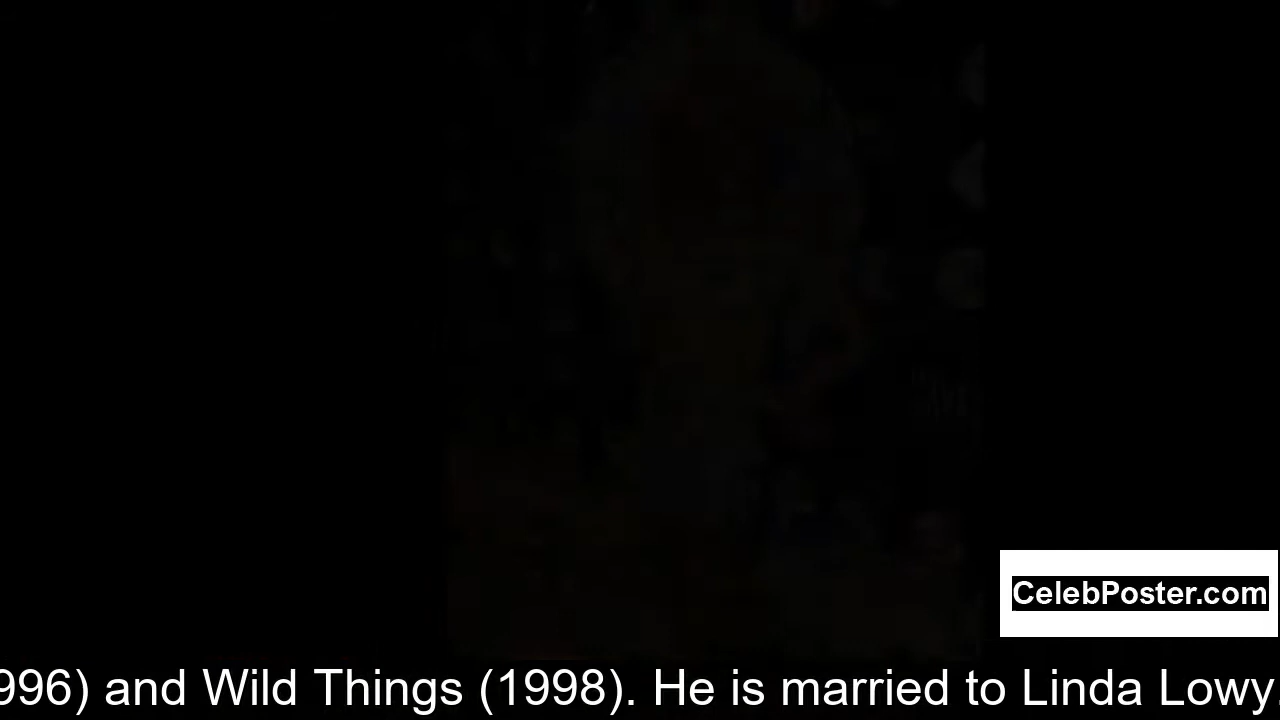 CelebPoster.com
996) and Wild Things (1998). He is married to Linda Lowy